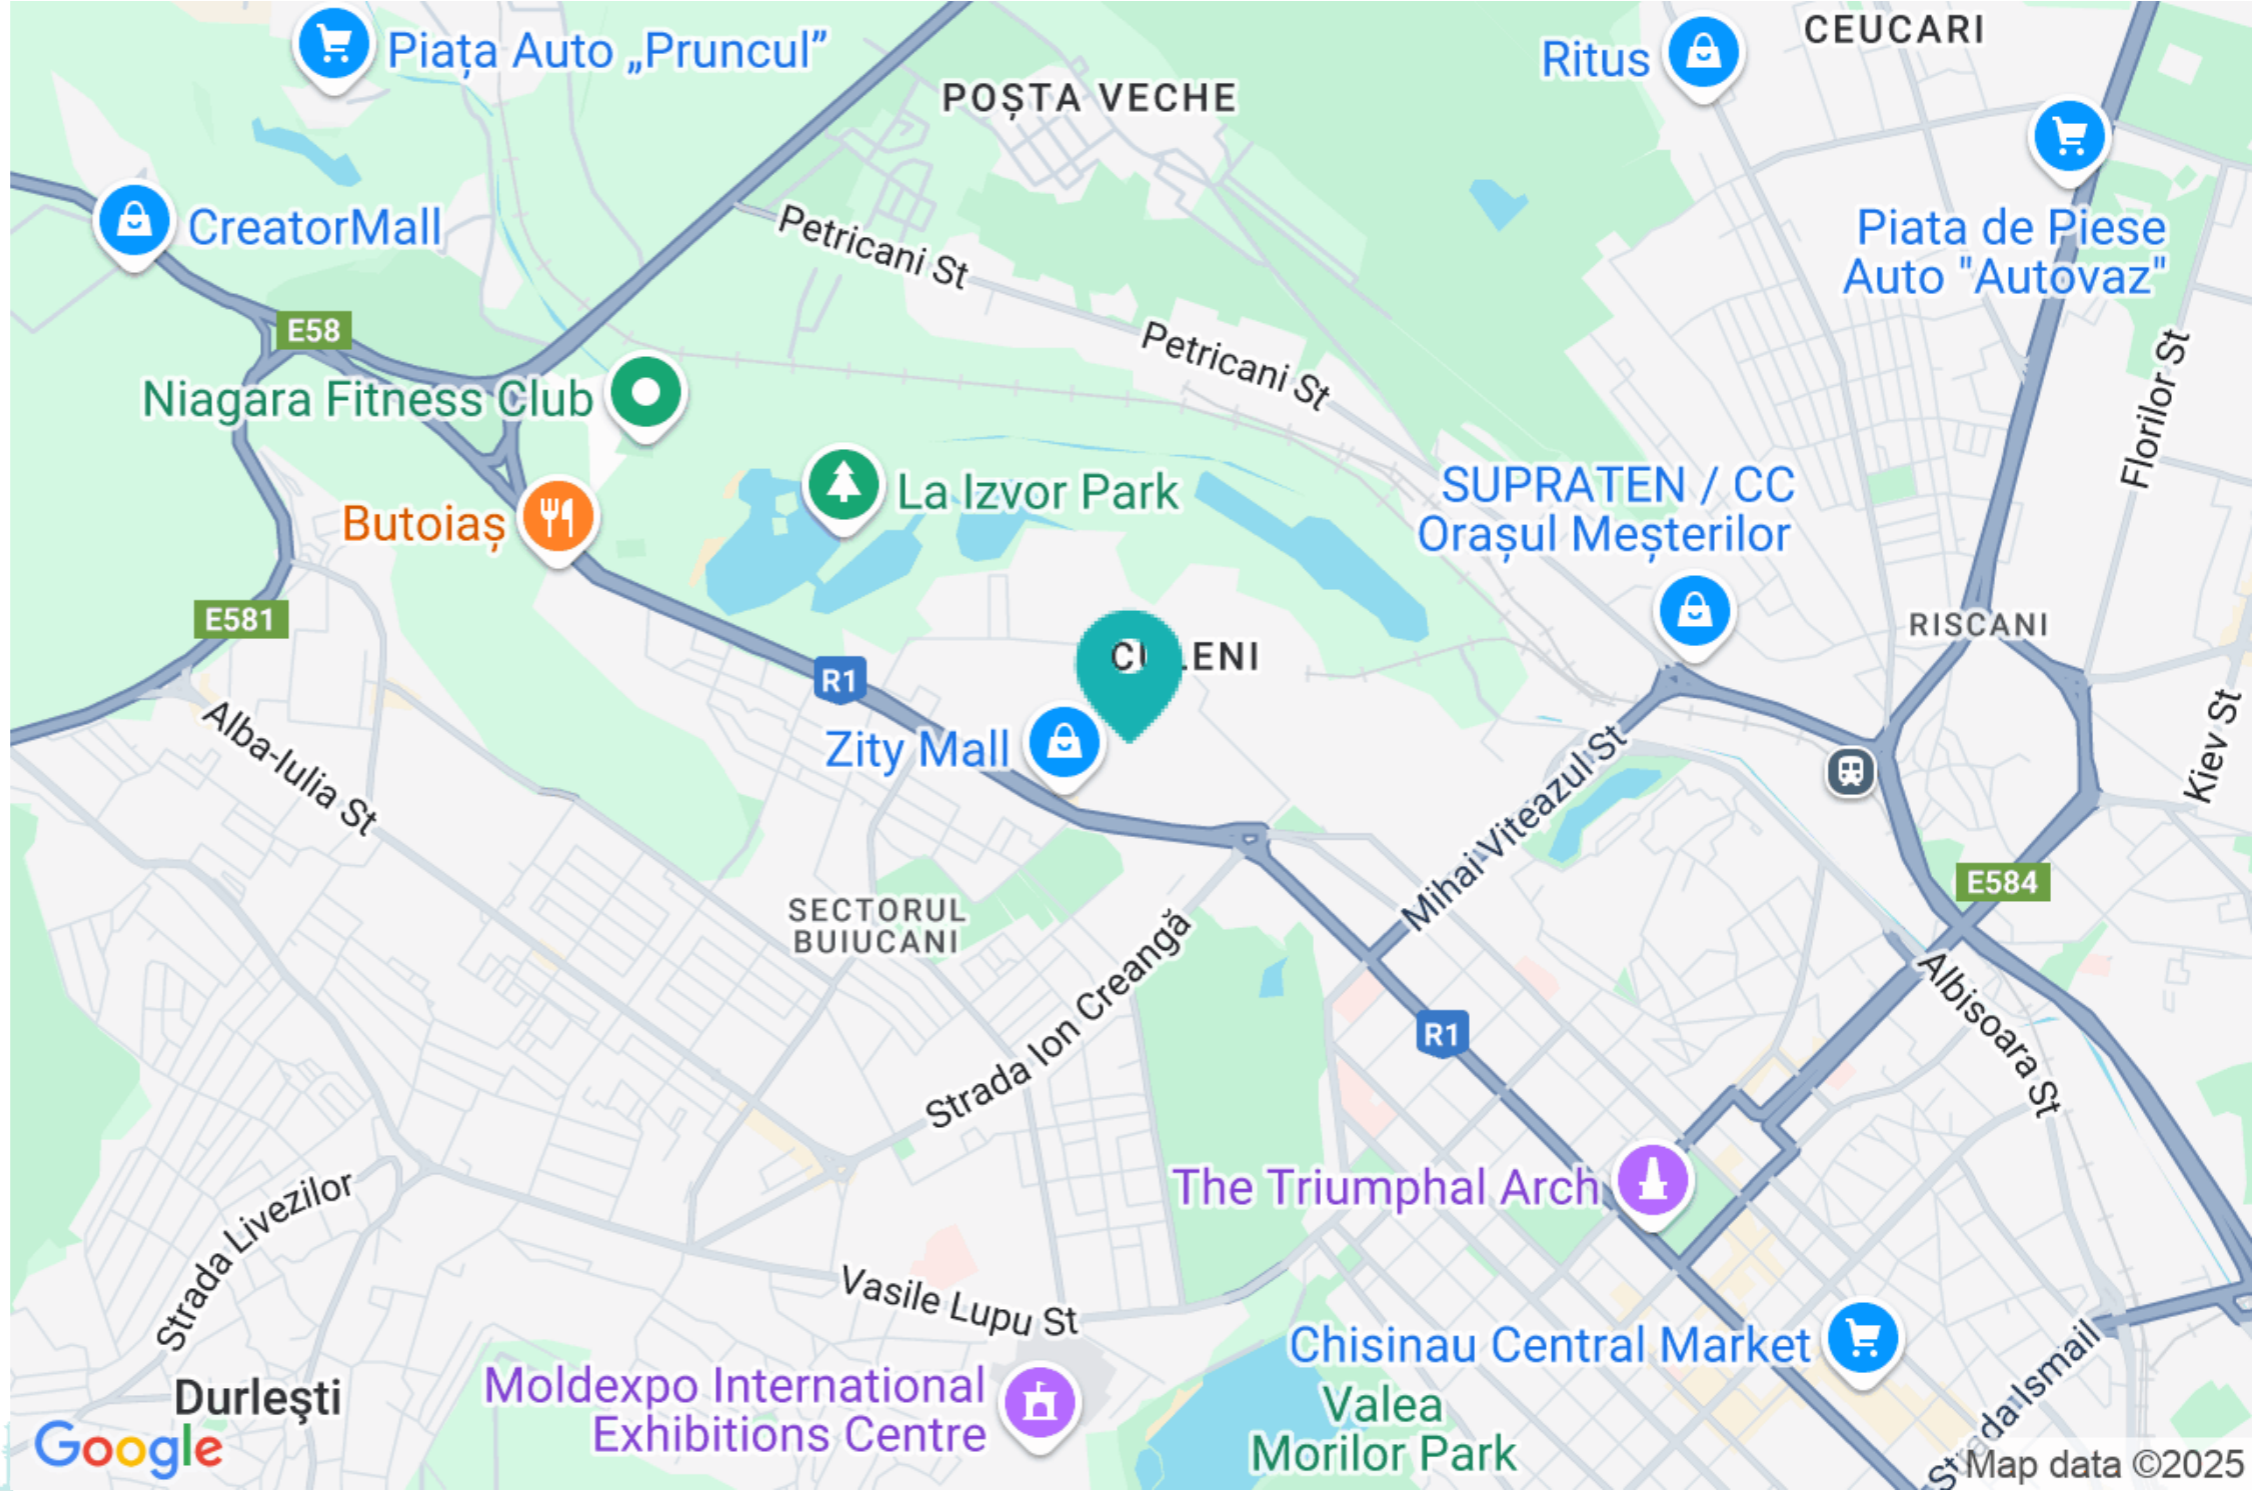 CEUCARI
Piața Auto „Pruncul”
Ritus
POȘTA VECHE
CreatorMall
Piata de Piese
Auto "Autovaz"
Petricani St
E58
Petricani St
Florilor St
Niagara Fitness Club
La Izvor Park
SUPRATEN / CC
Orașul Meșterilor
Butoiaș
E581
RISCANI
R1
Alba-Iulia St
Zity Mall
Kiev St
Mihai Viteazul St
E584
SECTORUL
BUIUCANI
Strada Ion Creangă
Albisoara St
R1
The Triumphal Arch
Strada Livezilor
Vasile Lupu St
Chisinau Central Market
Strada Ismail
Durleşti
Moldexpo International
Exhibitions Centre
Valea
Morilor Park
Google
Map data ©2025